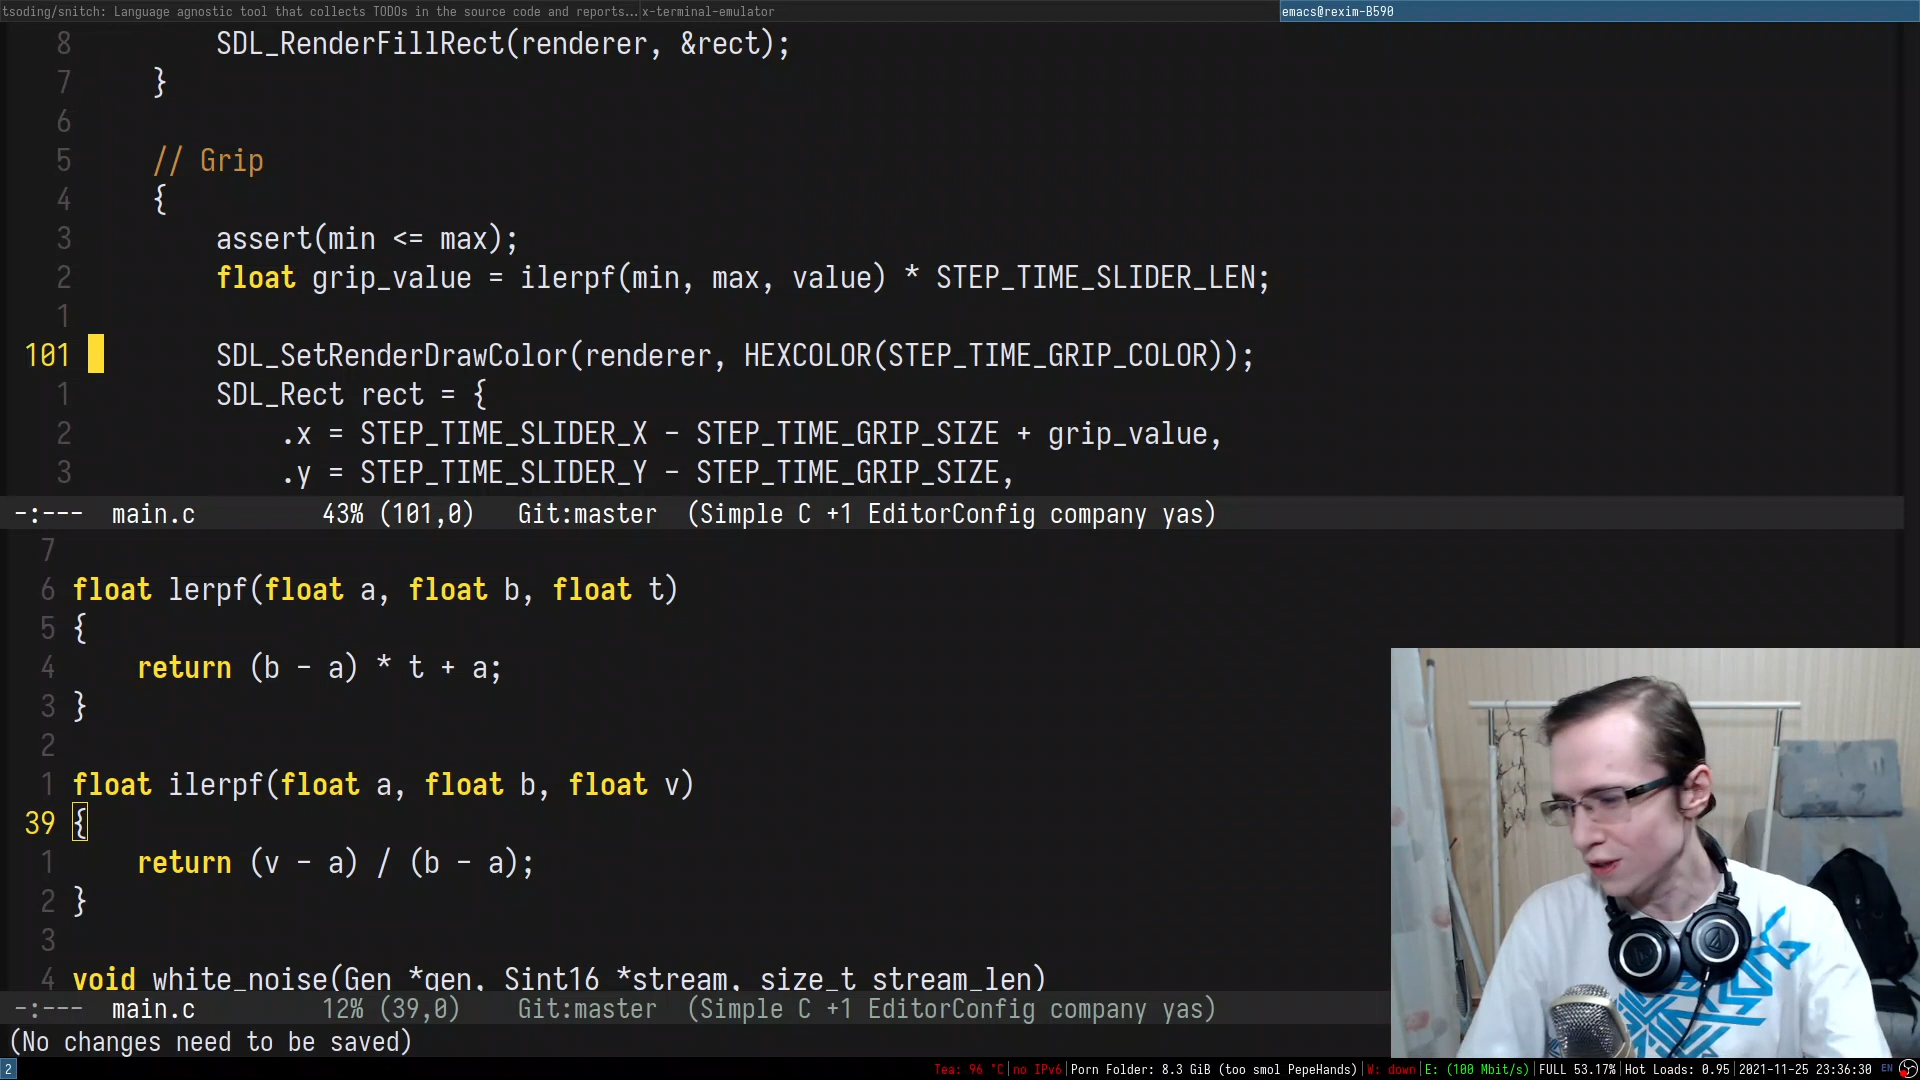 tsoding/snitch: Language agnostic tool that collects TODOs in the source code and reports... x-terminal-emulator emacs@rexim-B590
8 SDL_RenderFillRect(renderer, &rect);
7 }
6
5 // Grip
4 {
3 assert(min <= max);
2 float grip_value = ilerpf(min, max, value) * STEP_TIME_SLIDER_LEN;
1
101 SDL_SetRenderDrawColor(renderer, HEXCOLOR(STEP_TIME_GRIP_COLOR));
1 SDL_Rect rect = {
2 .x = STEP_TIME_SLIDER_X - STEP_TIME_GRIP_SIZE + grip_value,
3 .y = STEP_TIME_SLIDER_Y - STEP_TIME_GRIP_SIZE,
-:--- main.c 43% (101,0) Git:master (Simple C +1 EditorConfig company yas)
7
6 float lerpf(float a, float b, float t)
5 {
4 return (b - a) * t + a;
3 }
2
1 float ilerpf(float a, float b, float v)
39 {
1 return (v - a) / (b - a);
2 }
3
4 void white_noise(Gen *gen, Sint16 *stream, size_t stream_len)
-:--- main.c 12% (39,0) Git:master (Simple C +1 EditorConfig company yas)
(No changes need to be saved)
2 Tea: 96 °C|no IPv6|Porn Folder: 8.3 GiB (too smol PepeHands)|W: down|E: (100 Mbit/s)|FULL 53.17%|Hot Loads: 0.95|2021-11-25 23:36:30 EN